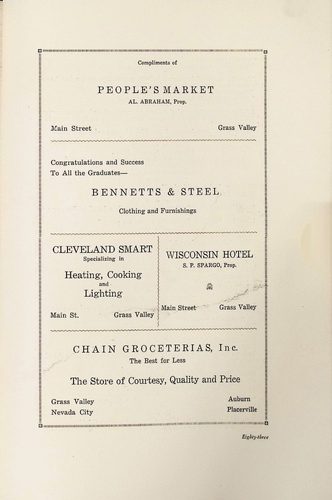 Compliments of
PEOPLE'S MARKET
AL. ABRAHAM, Prop.
Main Street Grass Valley
Congratulations and Success
To All the Graduates—
BENNETTS & STEEL
Clothing and Furnishings
CLEVELAND SMART
Specializing in
Heating, Cooking
and
Lighting
Main St. Grass Valley
WISCONSIN HOTEL
S. P. SPARGO, Prop.
Main Street Grass Valley
CHAIN GROCETERIAS, Inc.
The Best for Less
The Store of Courtesy, Quality and Price
Grass Valley Auburn
Nevada City Placerville
Eighty-three